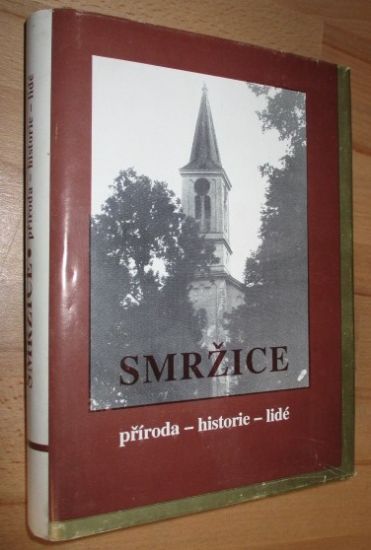 SMRŽICE • příroda – historie – lidé
SMRŽICE
příroda – historie – lidé